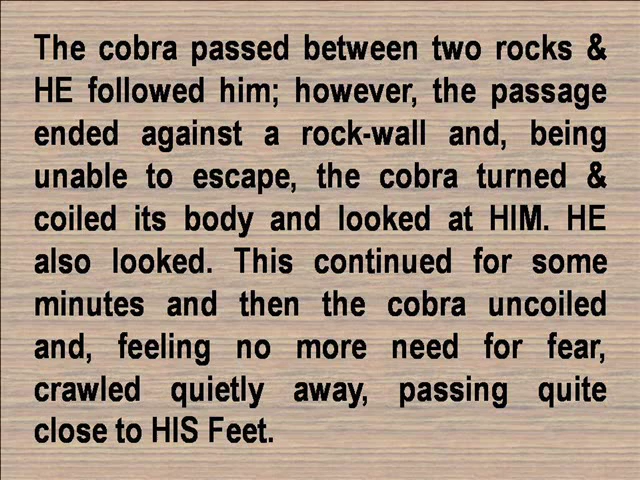 The cobra passed between two rocks &
HE followed him; however, the passage
ended against a rock-wall and, being
unable to escape, the cobra turned &
coiled its body and looked at HIM. HE
also looked. This continued for some
minutes and then the cobra uncoiled
and, feeling no more need for fear,
crawled quietly away, passing quite
close to HIS Feet.